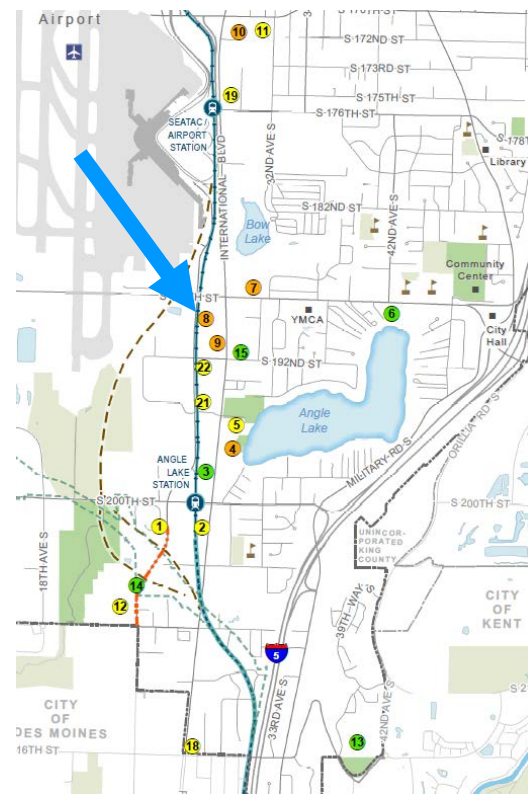 Airport
S 172ND ST
10
11
S 173RD ST
S 175TH ST
19
S 176TH ST
SEATAC/
AIRPORT
STATION
INTERNATIONAL BLVD
32ND AVE S
42ND AVE S
Library
S 182ND ST
Bow
Lake
Community
Center
7
8
YMCA
6
City
Hall
9
15
S 192ND ST
22
21
5
4
Angle
Lake
MILITARY RD S
ORILLIA RD S
ANGLE
LAKE
STATION
3
S 200TH ST
S 200TH ST
1
2
UNINCOR-
PORATED
KING
COUNTY
18TH AVE S
14
12
39TH WAY S
CITY
OF
KENT
5
CITY
OF
DES MOINES
33RD AVE S
42ND AVE S
13
18
16TH ST